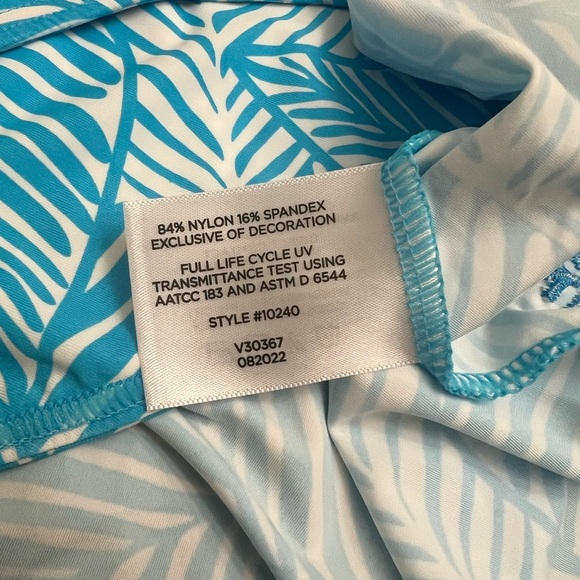 84% NYLON 16% SPANDEX
EXCLUSIVE OF DECORATION
FULL LIFE CYCLE UV
TRANSMITTANCE TEST USING
AATCC 183 AND ASTM D 6544
STYLE #10240
V30367
082022